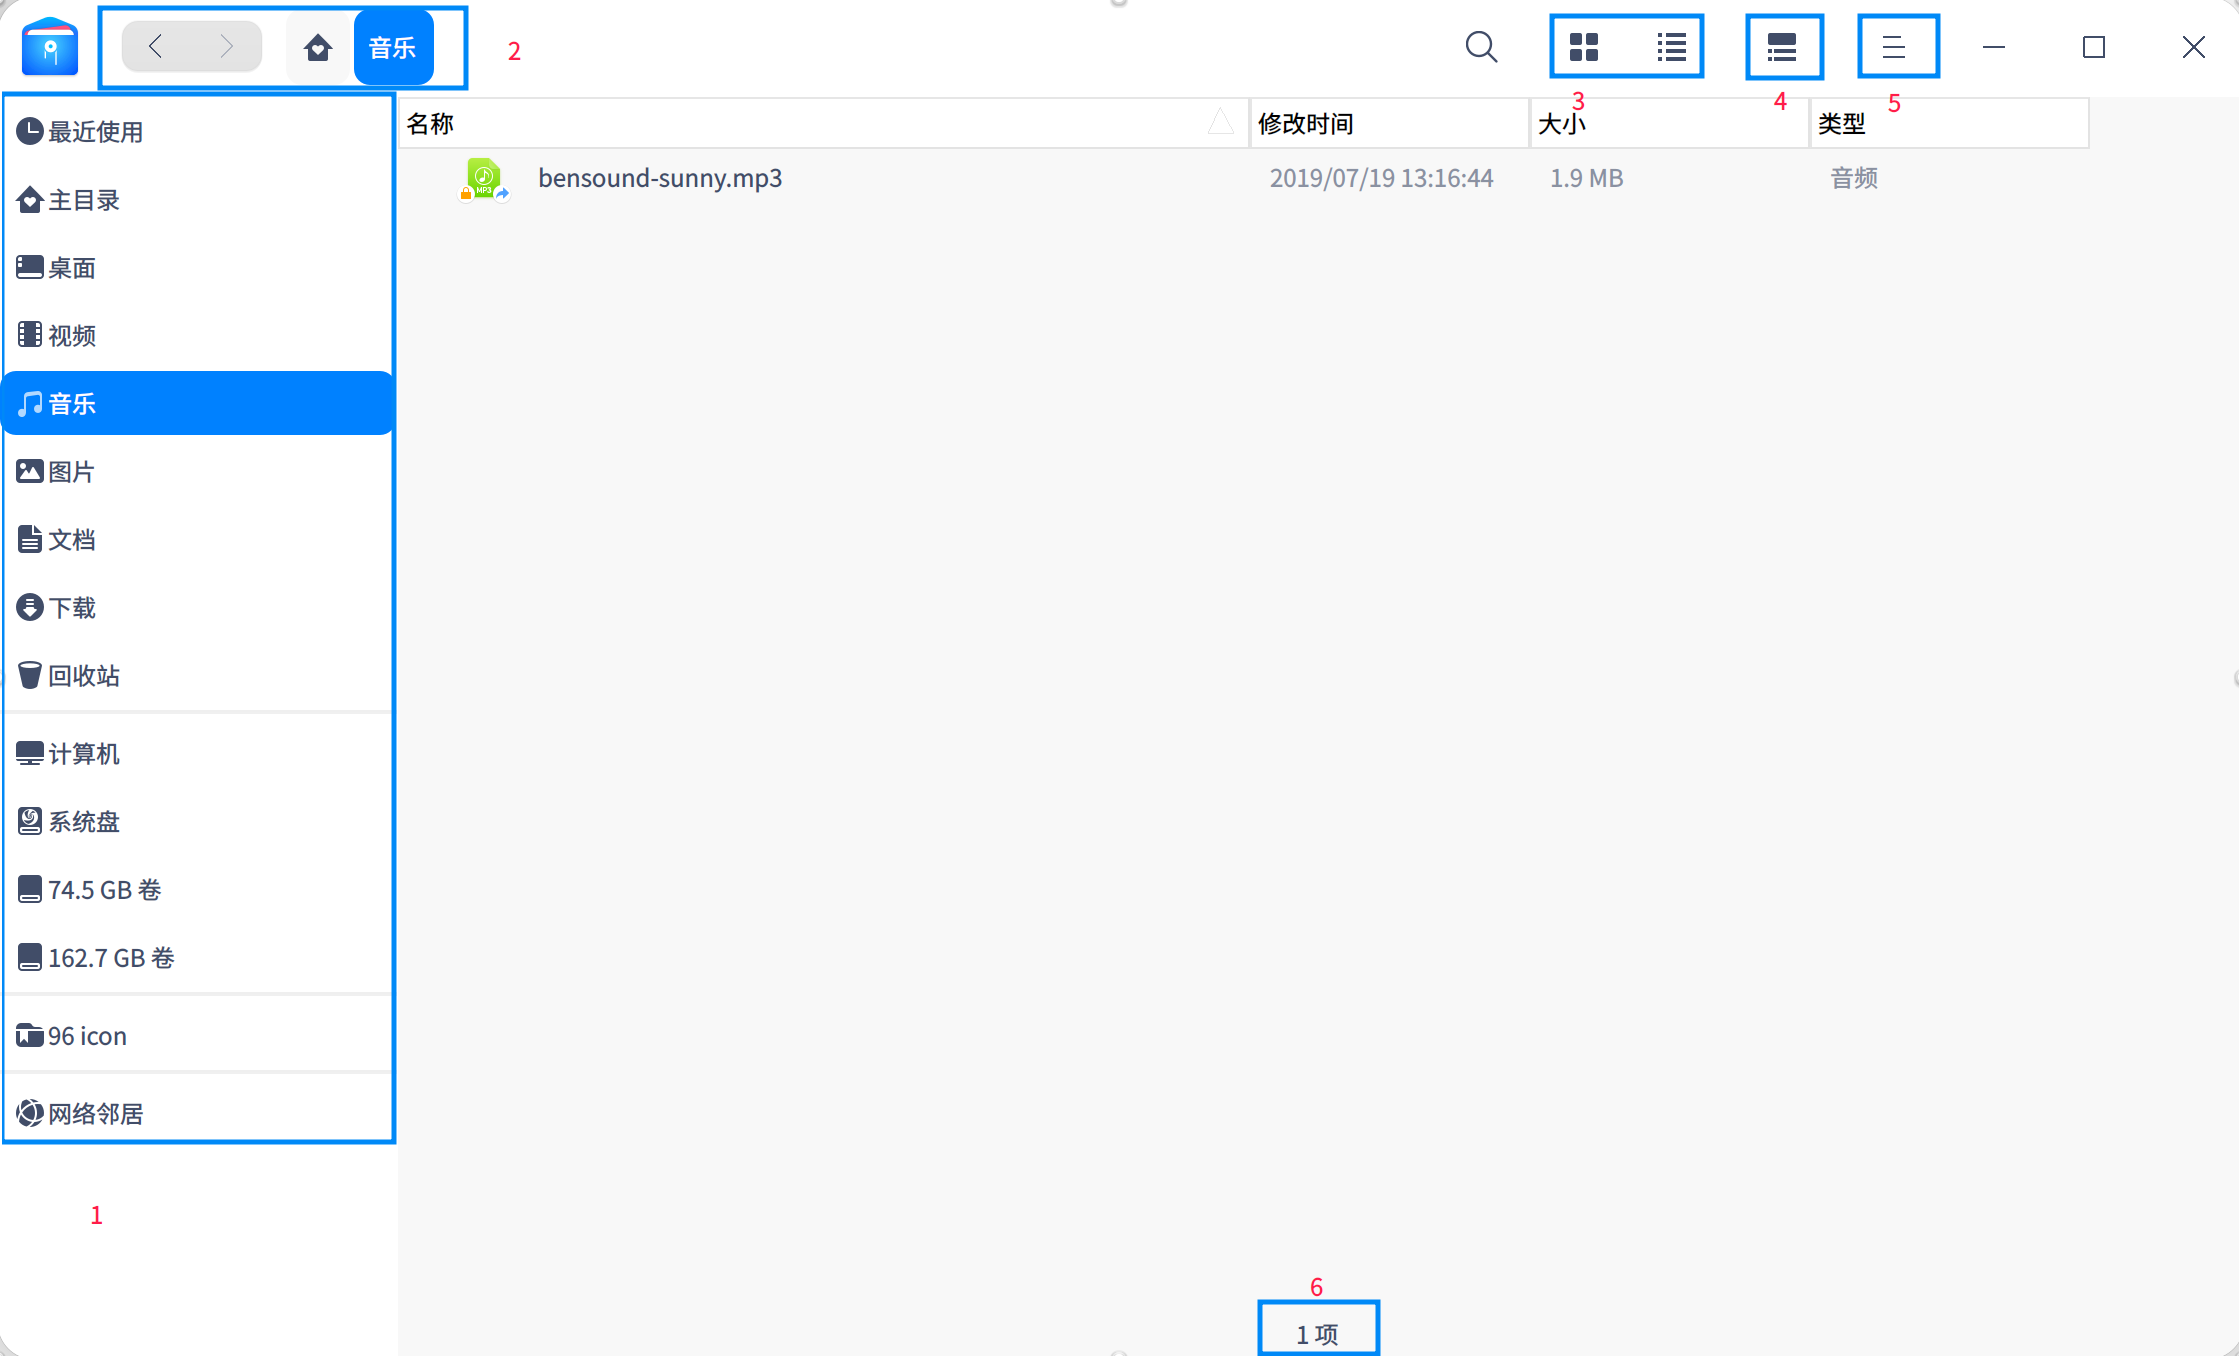 音乐
2
3
4
5
最近使用
主目录
桌面
视频
音乐
图片
文档
下载
回收站
计算机
系统盘
74.5 GB 卷
162.7 GB 卷
96 icon
网络邻居
1
名称 修改时间 大小 类型
bensound-sunny.mp3 2019/07/19 13:16:44 1.9 MB 音频
MP3
6
1 项